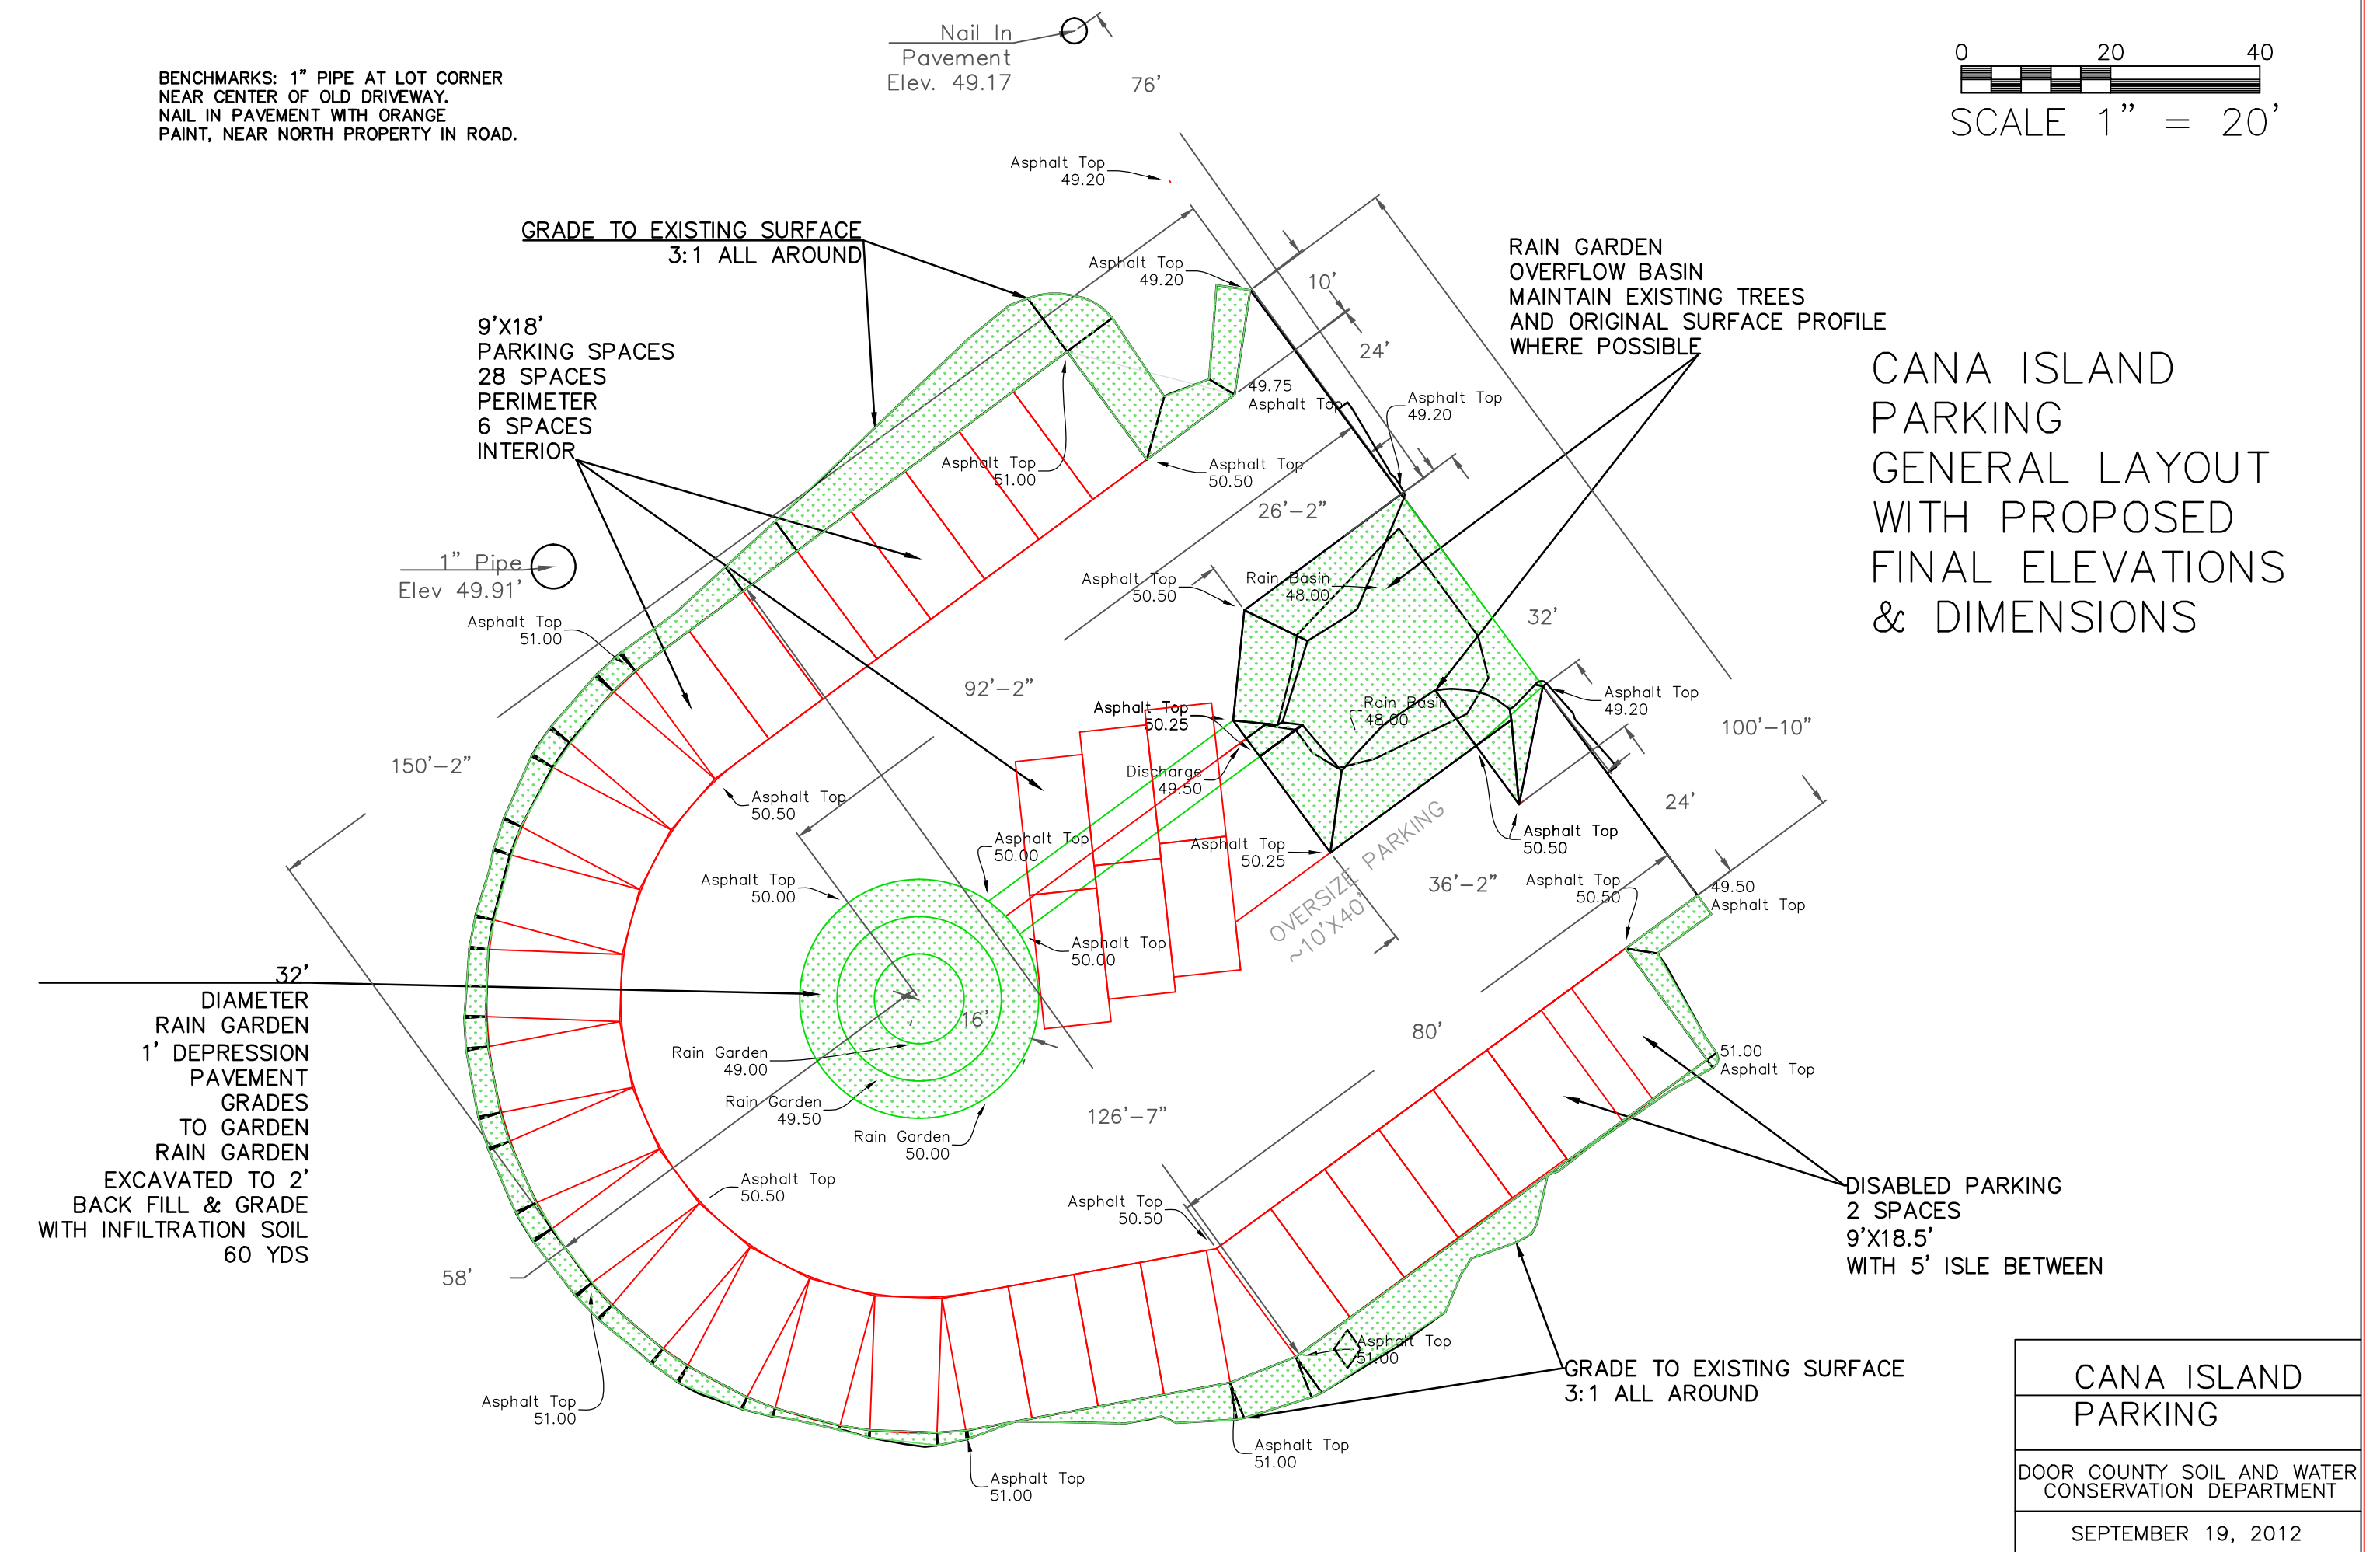 Nail In
Pavement
Elev. 49.17
76'
0 20 40
SCALE 1" = 20'
BENCHMARKS: 1" PIPE AT LOT CORNER
NEAR CENTER OF OLD DRIVEWAY.
NAIL IN PAVEMENT WITH ORANGE
PAINT, NEAR NORTH PROPERTY IN ROAD.
Asphalt Top
49.20
GRADE TO EXISTING SURFACE
3:1 ALL AROUND
Asphalt Top
49.20
10'
24'
RAIN GARDEN
OVERFLOW BASIN
MAINTAIN EXISTING TREES
AND ORIGINAL SURFACE PROFILE
WHERE POSSIBLE
9'X18'
PARKING SPACES
28 SPACES
PERIMETER
6 SPACES
INTERIOR
CANA ISLAND
PARKING
GENERAL LAYOUT
WITH PROPOSED
FINAL ELEVATIONS
& DIMENSIONS
49.75
Asphalt Top
Asphalt Top
49.20
Asphalt Top
51.00
Asphalt Top
50.50
26'-2"
1" Pipe
Elev 49.91'
Asphalt Top
50.50
Rain Basin
48.00
32'
Asphalt Top
51.00
92'-2"
Asphalt Top
50.25
Rain Basin
48.00
Asphalt Top
49.20
100'-10"
150'-2"
Discharge
49.50
Asphalt Top
50.50
24'
Asphalt Top
50.00
Asphalt Top
50.25
Asphalt Top
50.50
OVERSIZE PARKING
~10'X40'
36'-2"
Asphalt Top
50.00
Asphalt Top
50.50
49.50
Asphalt Top
Asphalt Top
50.00
32'
DIAMETER
RAIN GARDEN
1' DEPRESSION
PAVEMENT
GRADES
TO GARDEN
RAIN GARDEN
EXCAVATED TO 2'
BACK FILL & GRADE
WITH INFILTRATION SOIL
60 YDS
16'
80'
Rain Garden
49.00
51.00
Asphalt Top
Rain Garden
49.50
126'-7"
Rain Garden
50.00
Asphalt Top
50.50
Asphalt Top
50.50
DISABLED PARKING
2 SPACES
9'X18.5'
WITH 5' ISLE BETWEEN
58'
Asphalt Top
51.00
GRADE TO EXISTING SURFACE
3:1 ALL AROUND
Asphalt Top
51.00
Asphalt Top
51.00
Asphalt Top
51.00
CANA ISLAND
PARKING
DOOR COUNTY SOIL AND WATER
CONSERVATION DEPARTMENT
SEPTEMBER 19, 2012